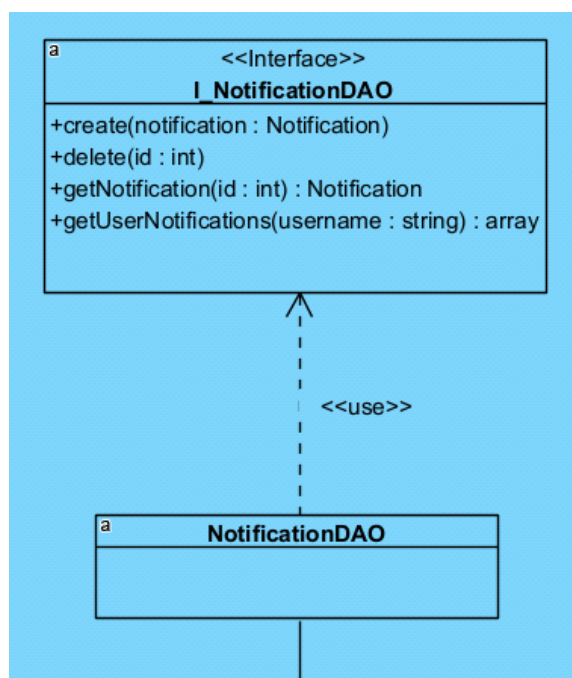 a
<<Interface>>
I_NotificationDAO
+create(notification : Notification)
+delete(id : int)
+getNotification(id : int) : Notification
+getUserNotifications(username : string) : array
<<use>>
a
NotificationDAO